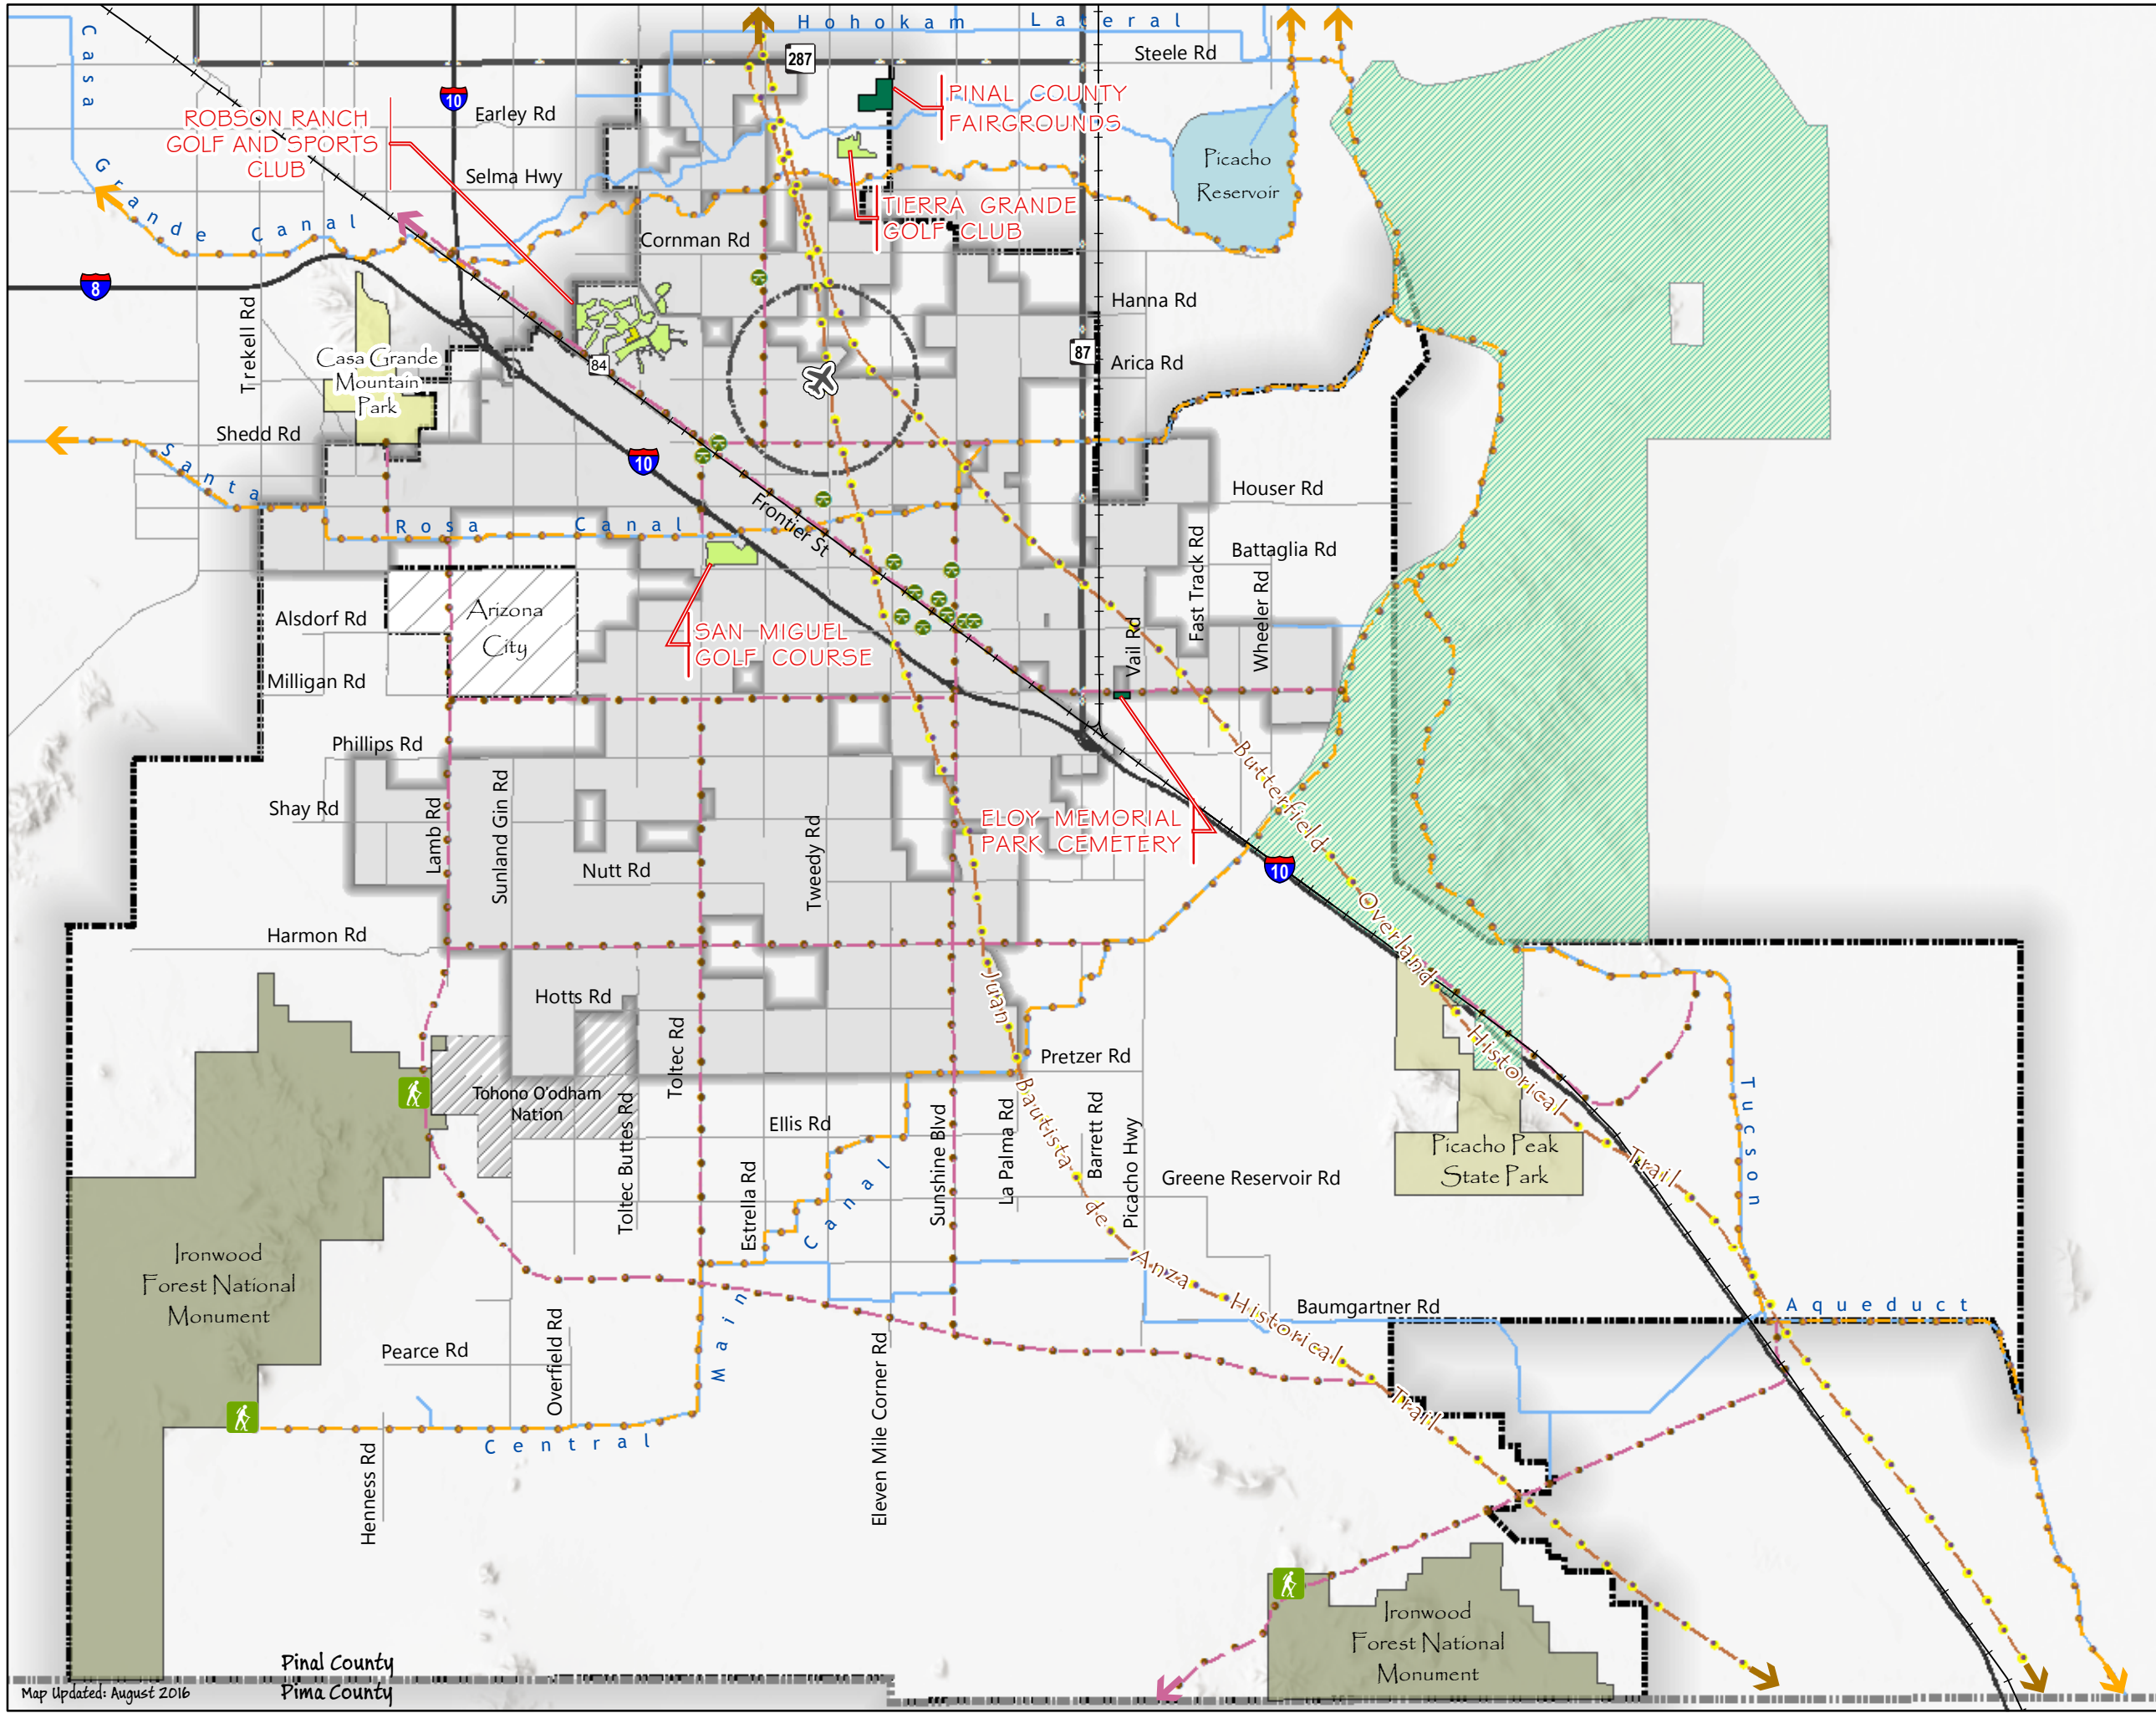 Hohokam Lateral
Casa
Grande Canal
287
Steele Rd
10
Earley Rd
ROBSON RANCH
GOLF AND SPORTS
CLUB
PINAL COUNTY
FAIRGROUNDS
Picacho
Reservoir
Selma Hwy
TIERRA GRANDE
GOLF CLUB
Cornman Rd
8
Hanna Rd
Trekell Rd
Casa Grande
Mountain
Park
84
87
Arica Rd
Shedd Rd
10
Santa
Rosa Canal
Frontier St
Houser Rd
Battaglia Rd
Fast Track Rd
Wheeler Rd
Vail Rd
Arizona
City
Alsdorf Rd
SAN MIGUEL
GOLF COURSE
Milligan Rd
Phillips Rd
Shay Rd
Lamb Rd
Sunland Gin Rd
Nutt Rd
Tweedy Rd
ELOY MEMORIAL
PARK CEMETERY
10
Butterfield
Overland
Historical
Trail
Harmon Rd
Hotts Rd
Juan
Bautista
de
Anza
Historical
Trail
Toltec Rd
Pretzer Rd
Tohono O'odham
Nation
Toltec Buttes Rd
Ellis Rd
Estrella Rd
Sunshine Blvd
La Palma Rd
Barrett Rd
Picacho Hwy
Greene Reservoir Rd
Picacho Peak
State Park
Tucson
Aqueduct
Ironwood
Forest National
Monument
Canal
Main
Central
Baumgartner Rd
Pearce Rd
Overfield Rd
Eleven Mile Corner Rd
Henness Rd
Ironwood
Forest National
Monument
Pinal County
Pima County
Map Updated: August 2016